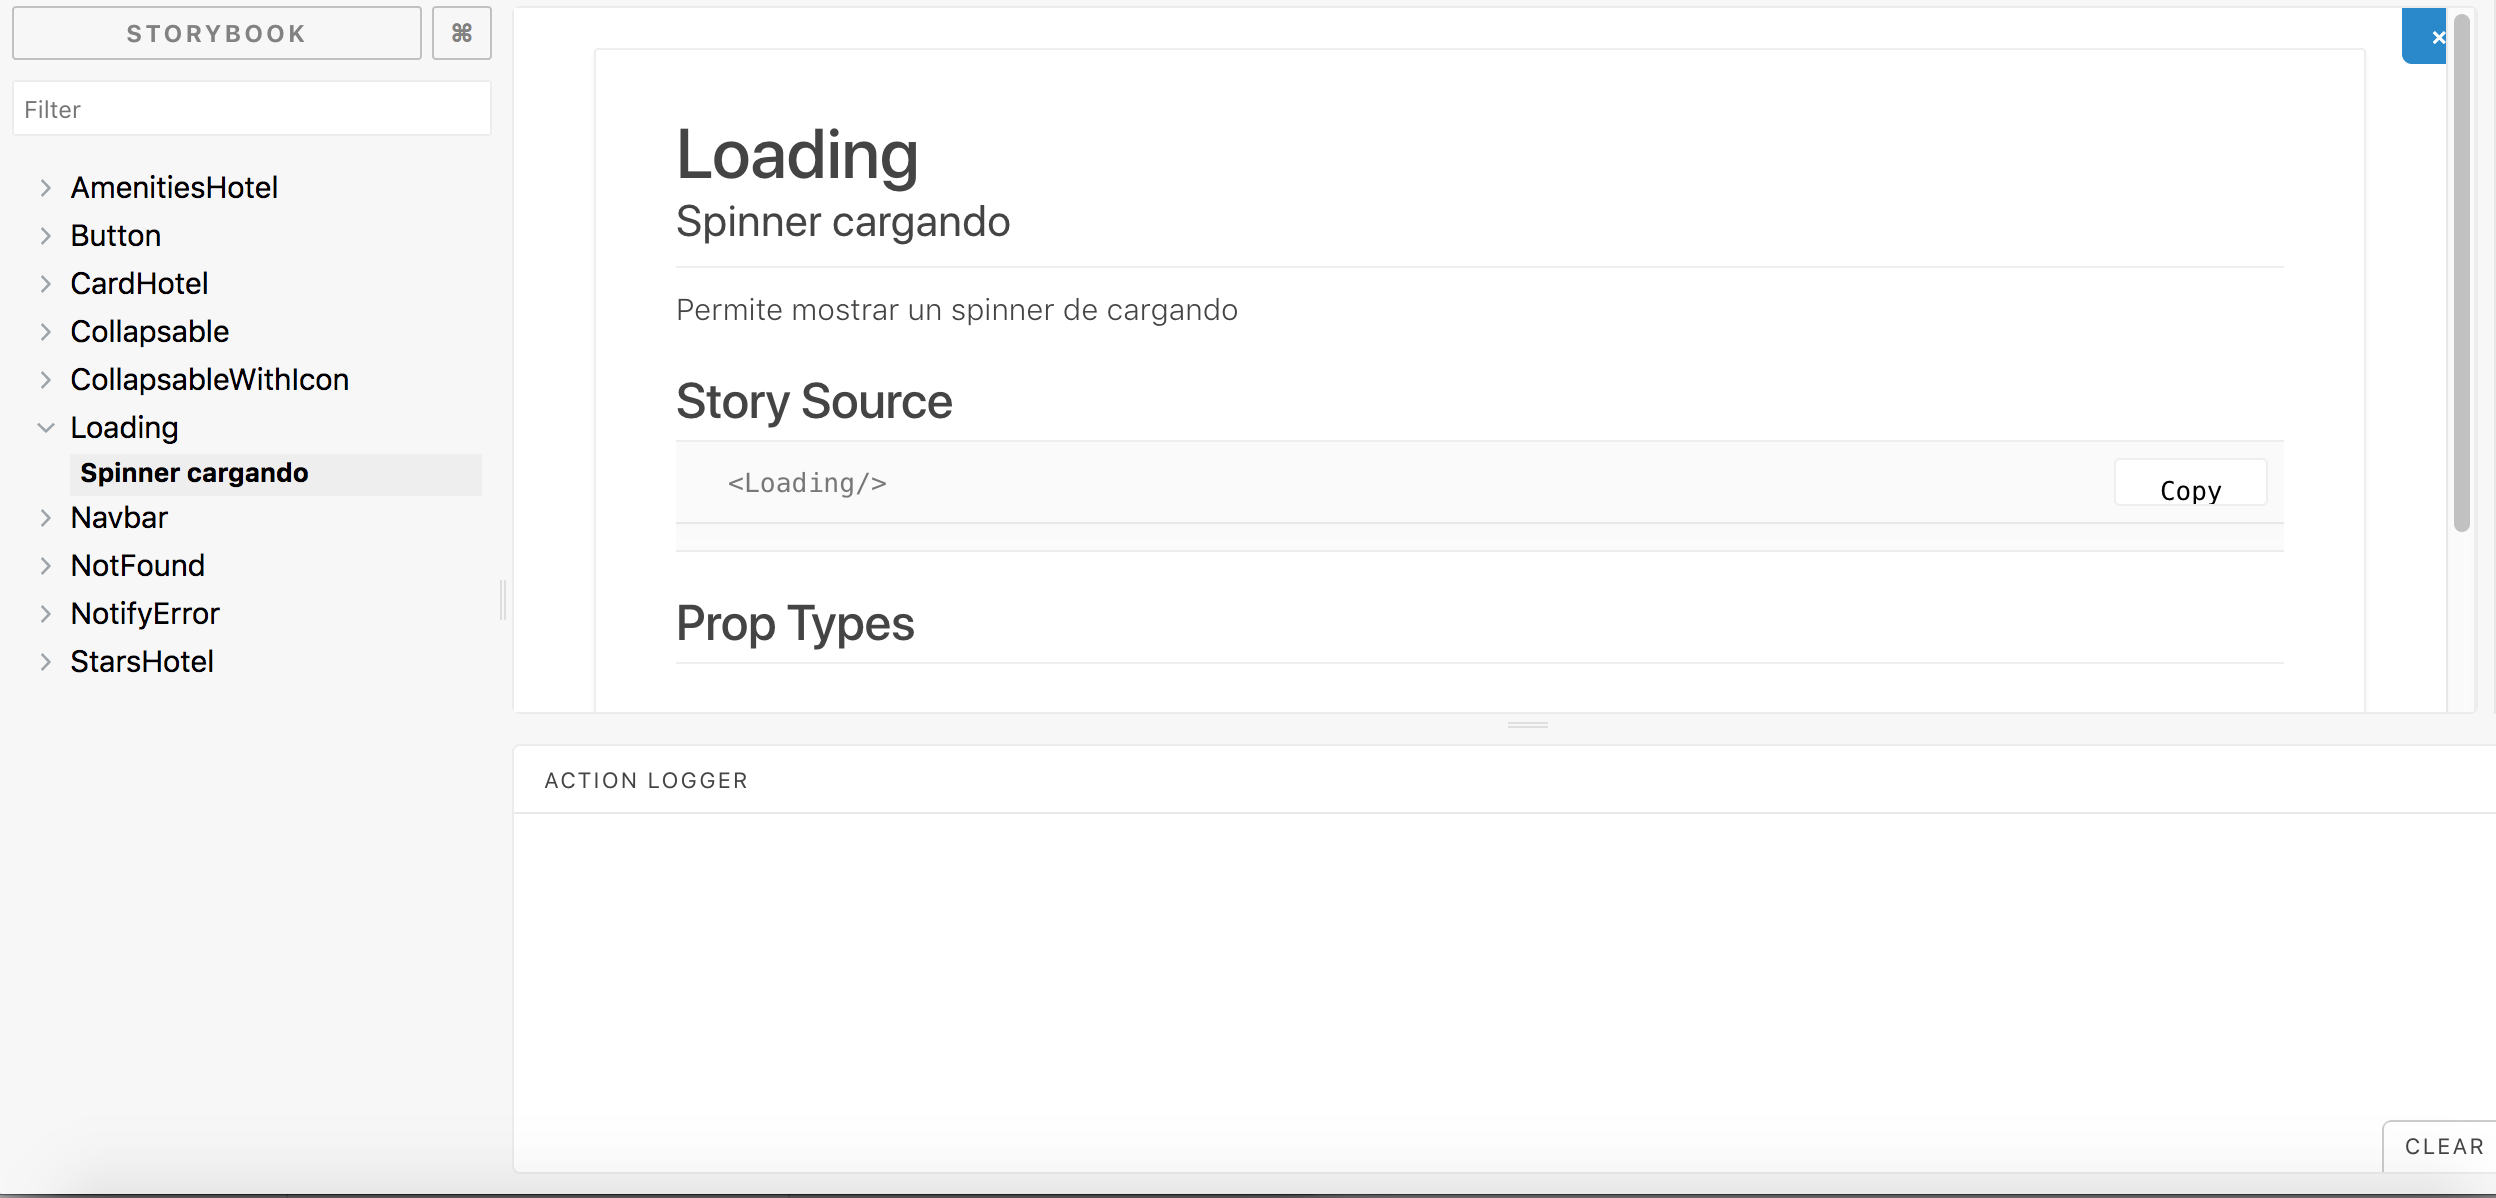 STORYBOOK
⌘
Filter
AmenitiesHotel
Button
CardHotel
Collapsable
CollapsableWithIcon
Loading
Spinner cargando
Navbar
NotFound
NotifyError
StarsHotel
×
Loading
Spinner cargando
Permite mostrar un spinner de cargando
Story Source
<Loading/>
Copy
Prop Types
ACTION LOGGER
CLEAR